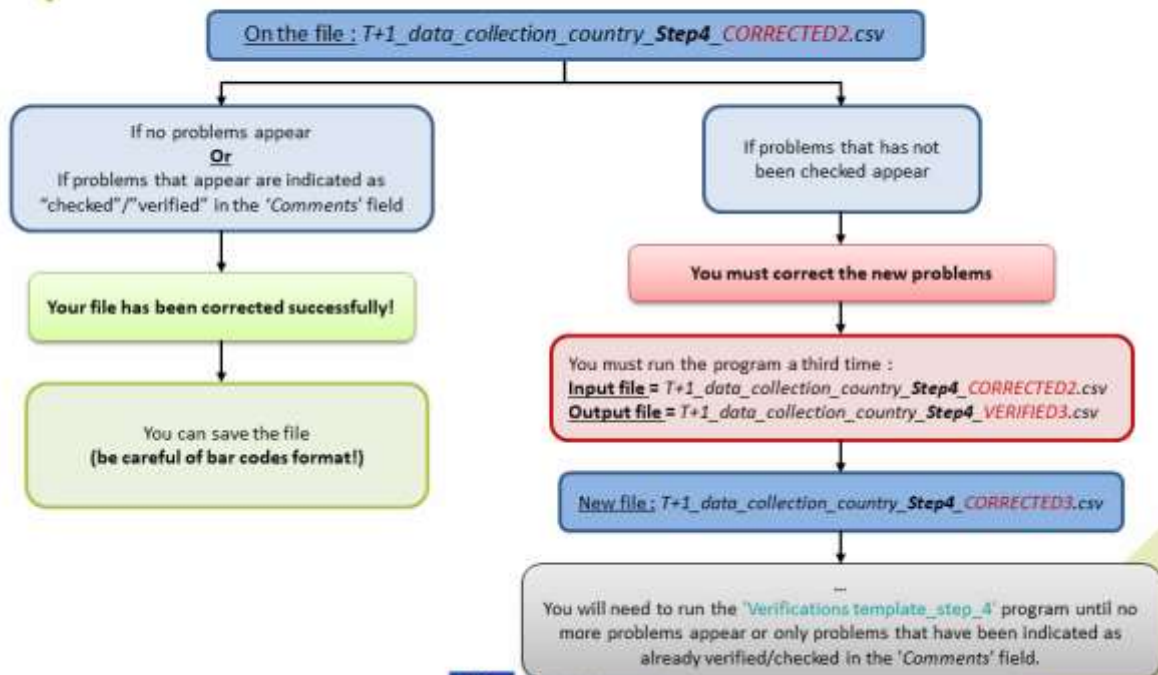 On the file : T+1_data_collection_country_Step4_CORRECTED2.csv
If no problems appear
Or
If problems that appear are indicated as
"checked"/"verified" in the 'Comments' field
Your file has been corrected successfully!
You can save the file
(be careful of bar codes format!)
If problems that has not
been checked appear
You must correct the new problems
You must run the program a third time :
Input file = T+1_data_collection_country_Step4_CORRECTED2.csv
Output file = T+1_data_collection_country_Step4_VERIFIED3.csv
New file : T+1_data_collection_country_Step4_CORRECTED3.csv
...
You will need to run the 'Verifications template_step_4' program until no
more problems appear or only problems that have been indicated as
already verified/checked in the 'Comments' field.